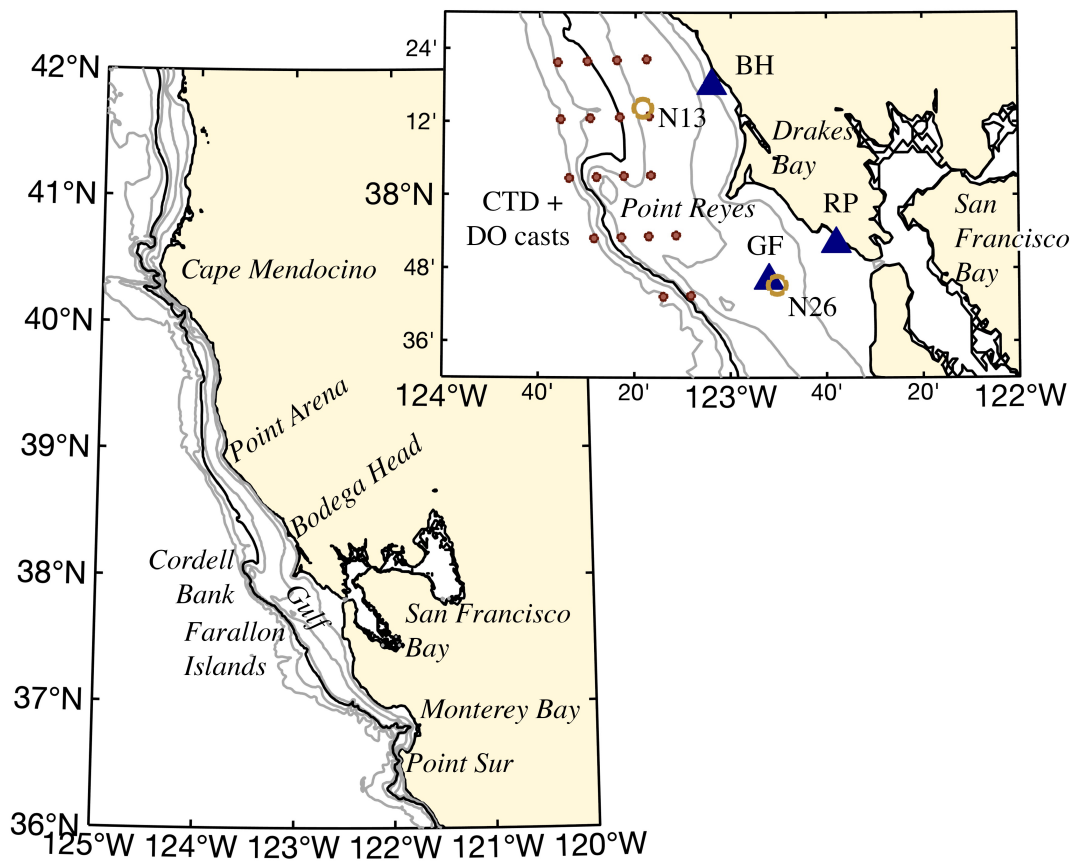 42°N
41°N
40°N
39°N
38°N
37°N
36°N
125°W
124°W
123°W
122°W
121°W
120°W
Cape Mendocino
Point Arena
Bodega Head
Cordell
Bank
Gulf
Farallon
Islands
San Francisco
Bay
Monterey Bay
Point Sur
24'
12'
38°N
48'
36'
124°W
40'
20'
123°W
40'
20'
122°W
BH
N13
Drakes
Bay
CTD +
DO casts
Point Reyes
RP
San
Francisco
Bay
GF
N26